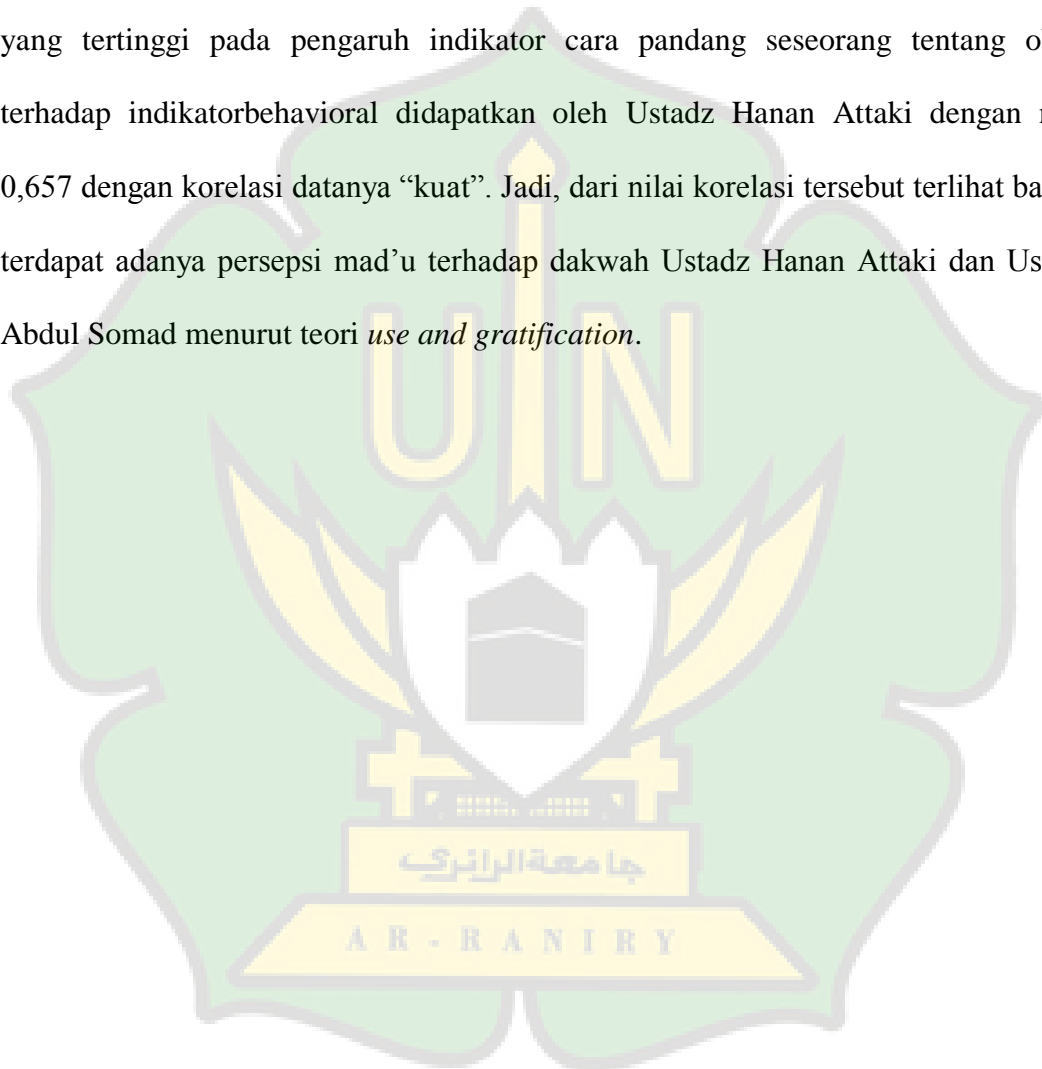 yang tertinggi pada pengaruh indikator cara pandang seseorang tentang
terhadap indikatorbehavioral didapatkan oleh Ustadz Hanan Attaki dengan
0,657 dengan korelasi datanya “kuat”. Jadi, dari nilai korelasi tersebut terlihat
terdapat adanya persepsi mad’u terhadap dakwah Ustadz Hanan Attaki dan
Abdul Somad menurut teori use and gratification.
UIN
جامعةالرانري
AR-RANIRY